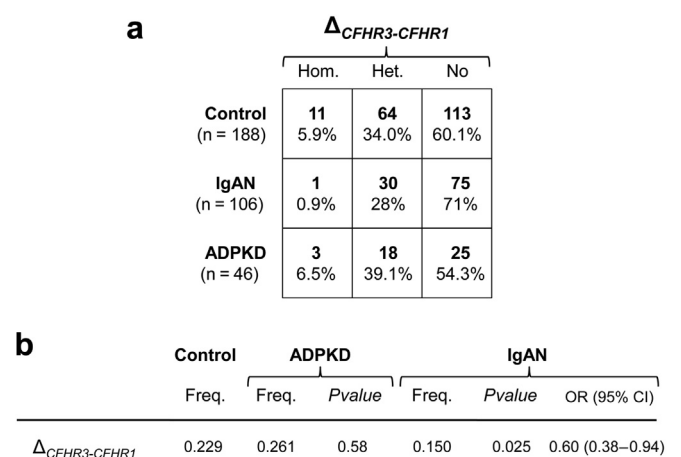 a
Δ CFHR3-CFHR1
Hom. Het. No
Control 11 64 113
(n = 188) 5.9% 34.0% 60.1%
IgAN 1 30 75
(n = 106) 0.9% 28% 71%
ADPKD 3 18 25
(n = 46) 6.5% 39.1% 54.3%
b
Control ADPKD IgAN
Freq. Freq. Pvalue Freq. Pvalue OR (95% CI)
Δ CFHR3-CFHR1 0.229 0.261 0.58 0.150 0.025 0.60 (0.38–0.94)